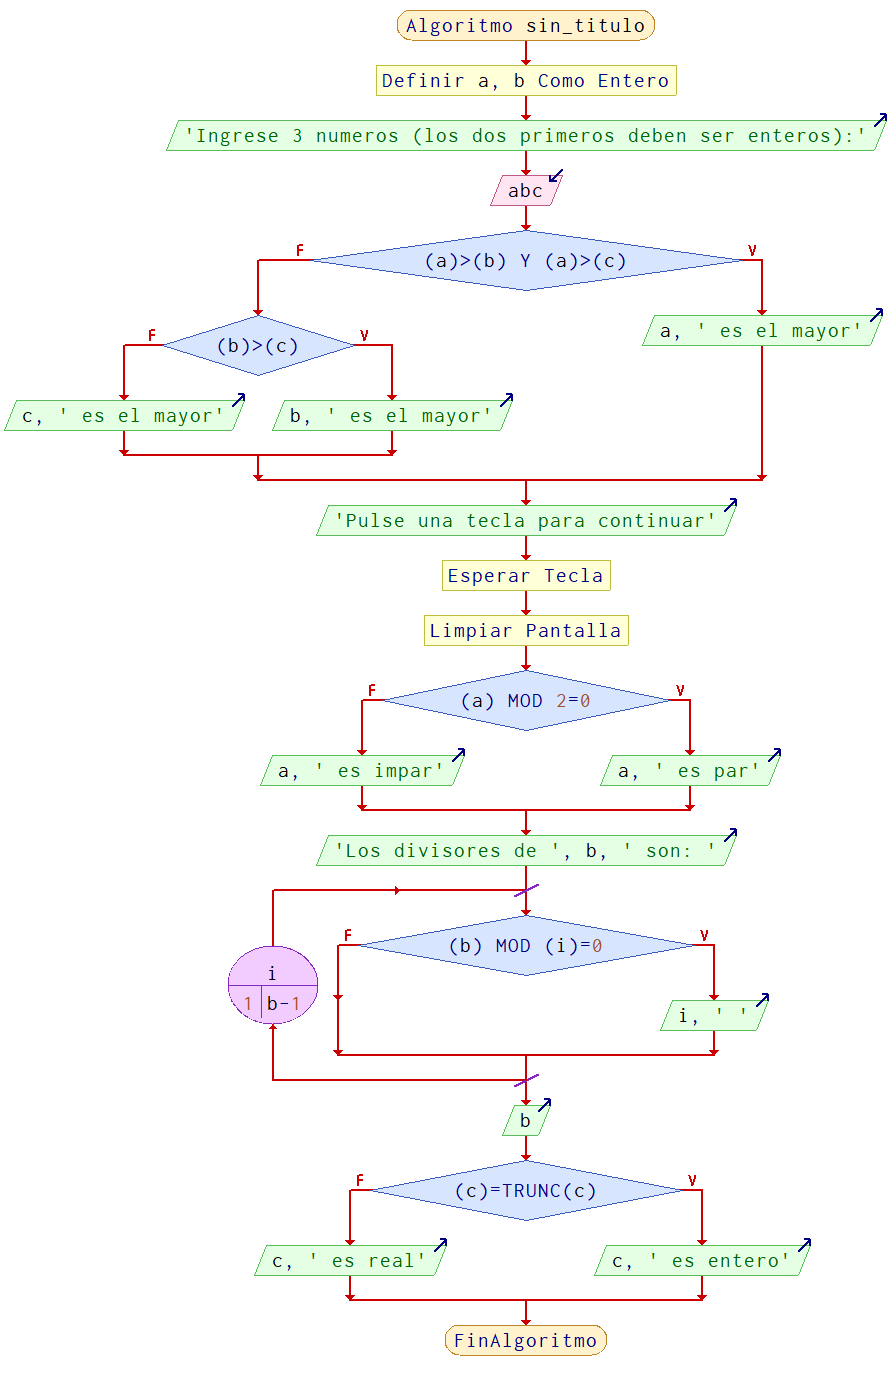 Algoritmo sin_titulo
Definir a, b Como Entero
'Ingrese 3 numeros (los dos primeros deben ser enteros):'
abc
F
(a)>(b) Y (a)>(c)
V
F
(b)>(c)
V
a, ' es el mayor'
c, ' es el mayor'
b, ' es el mayor'
'Pulse una tecla para continuar'
Esperar Tecla
Limpiar Pantalla
F
(a) MOD 2=0
V
a, ' es impar'
a, ' es par'
'Los divisores de ', b, ' son: '
F
(b) MOD (i)=0
V
i
1 b-1
i, ' '
b
F
(c)=TRUNC(c)
V
c, ' es real'
c, ' es entero'
FinAlgoritmo